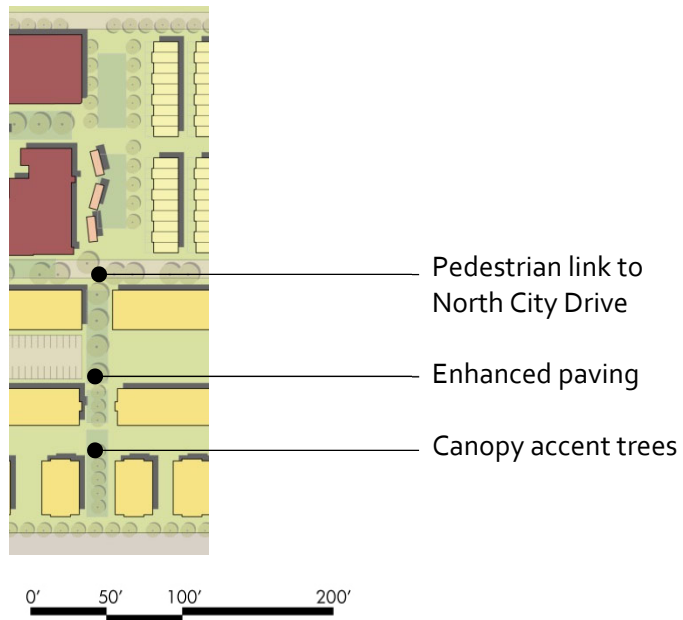 Pedestrian link to
North City Drive
Enhanced paving
Canopy accent trees
0' 50' 100' 200'